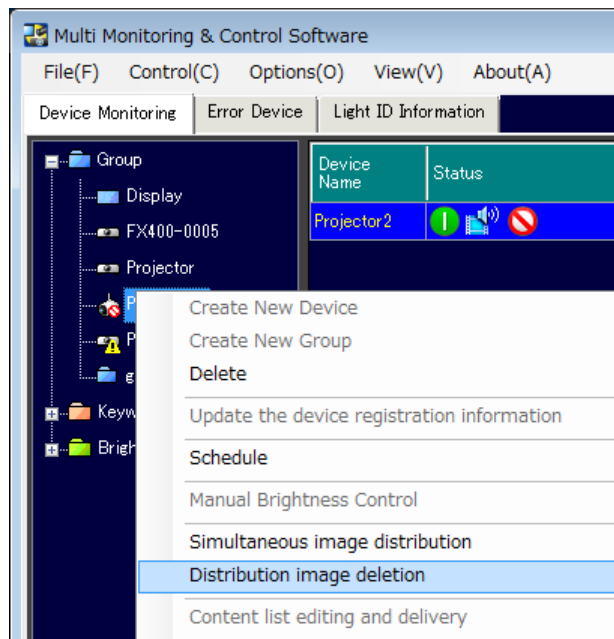 Multi Monitoring & Control Software
File(F) Control(C) Options(O) View(V) About(A)
Device Monitoring Error Device Light ID Information
Group
Device Name Status
Display
Projector2
FX400-0005
Projector
P
Create New Device
Create New Group
P
Delete
g
Keyw
Update the device registration information
Brigh
Schedule
Manual Brightness Control
Simultaneous image distribution
Distribution image deletion
Content list editing and delivery